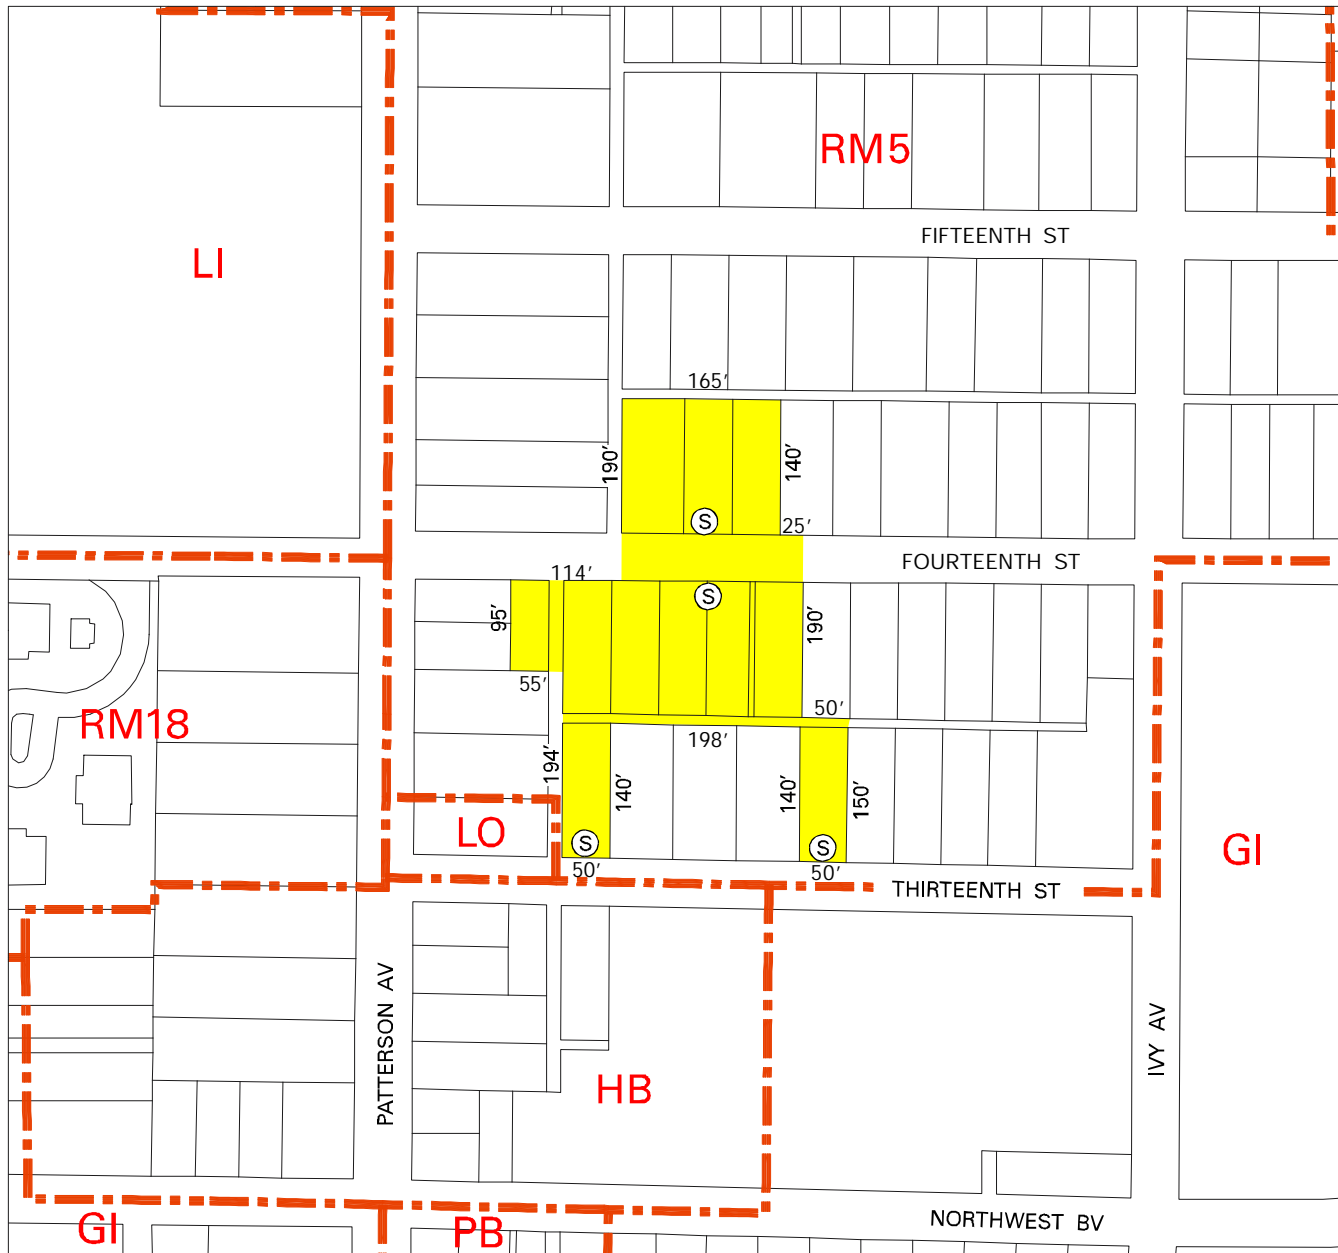 RM5
FIFTEENTH ST
LI
165'
190'
140'
S
25'
FOURTEENTH ST
114'
95'
S
190'
55'
50'
RM18
198'
194'
140'
140'
150'
LO
S
S
50'
50'
GI
THIRTEENTH ST
PATTERSON AV
IVY AV
HB
GI
PB
NORTHWEST BV